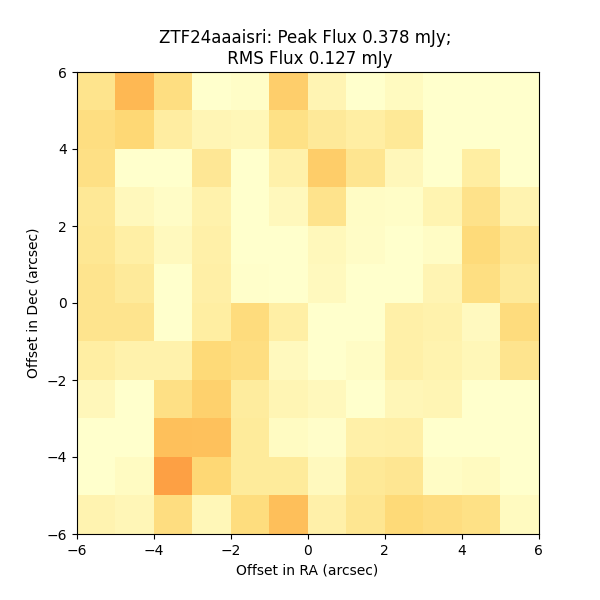 ZTF24aaaisri: Peak Flux 0.378 mJy;
RMS Flux 0.127 mJy
6
4
2
0
−2
−4
−6
Offset in Dec (arcsec)
−6 −4 −2 0 2 4 6
Offset in RA (arcsec)